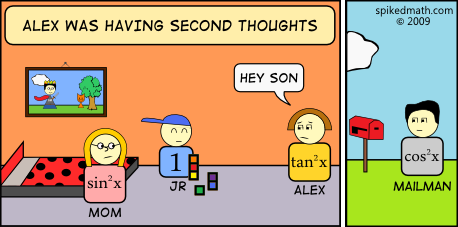 ALEX WAS HAVING SECOND THOUGHTS
spikedmath.com
© 2009
HEY SON
sin²x
1
tan²x
cos²x
MOM
JR
ALEX
MAILMAN